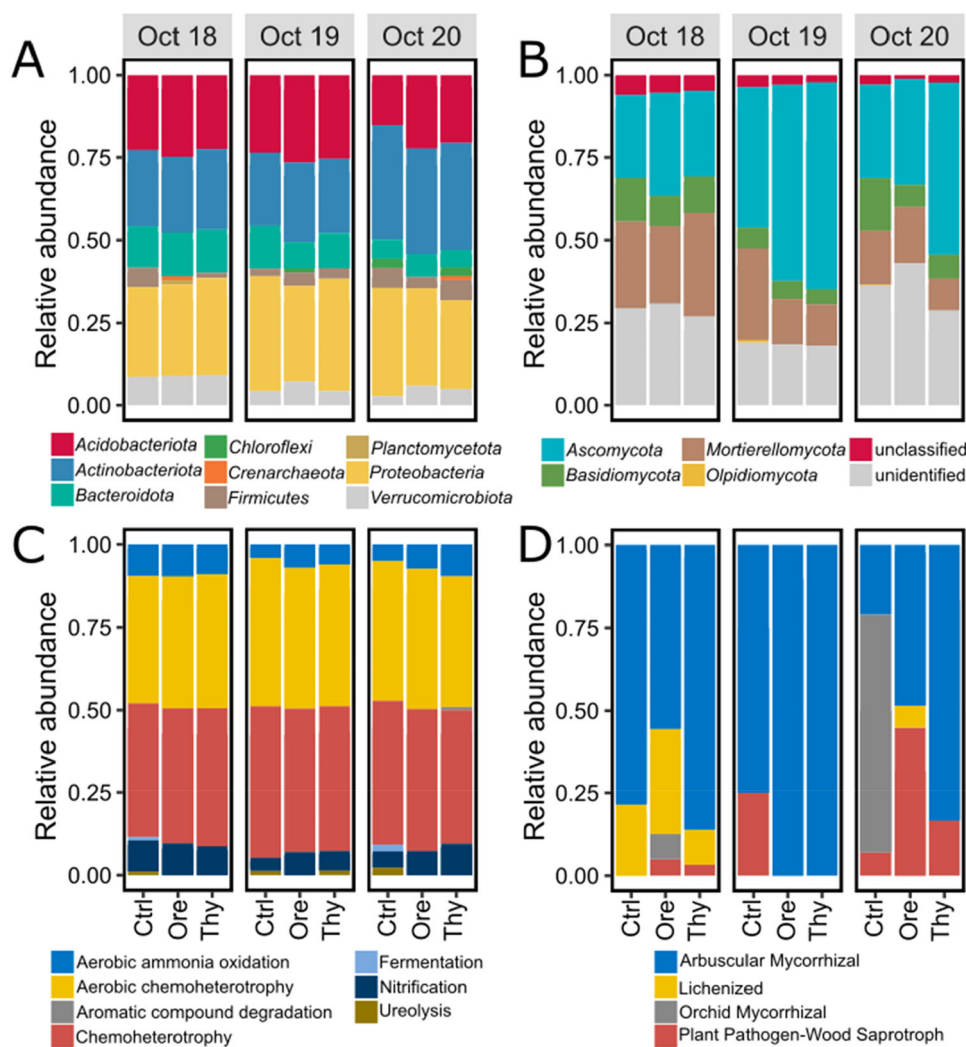 A
Oct 18 Oct 19 Oct 20
Relative abundance
1.00
0.75
0.50
0.25
0.00
Acidobacteriota Chloroflexi Planctomycetota
Actinobacteriota Crenarchaeota Proteobacteria
Bacteroidota Firmicutes Verrucomicrobiota
B
Oct 18 Oct 19 Oct 20
Relative abundance
1.00
0.75
0.50
0.25
0.00
Ascomycota Mortierellomycota unclassified
Basidiomycota Olpidiomycota unidentified
C
Relative abundance
1.00
0.75
0.50
0.25
0.00
Ctrl Ore Thy Ctrl Ore Thy Ctrl Ore Thy
Aerobic ammonia oxidation Fermentation
Aerobic chemoheterotrophy Nitrification
Aromatic compound degradation Ureolysis
Chemoheterotrophy
D
Relative abundance
1.00
0.75
0.50
0.25
0.00
Ctrl Ore Thy Ctrl Ore Thy Ctrl Ore Thy
Arbuscular Mycorrhizal
Lichenized
Orchid Mycorrhizal
Plant Pathogen-Wood Saprotroph